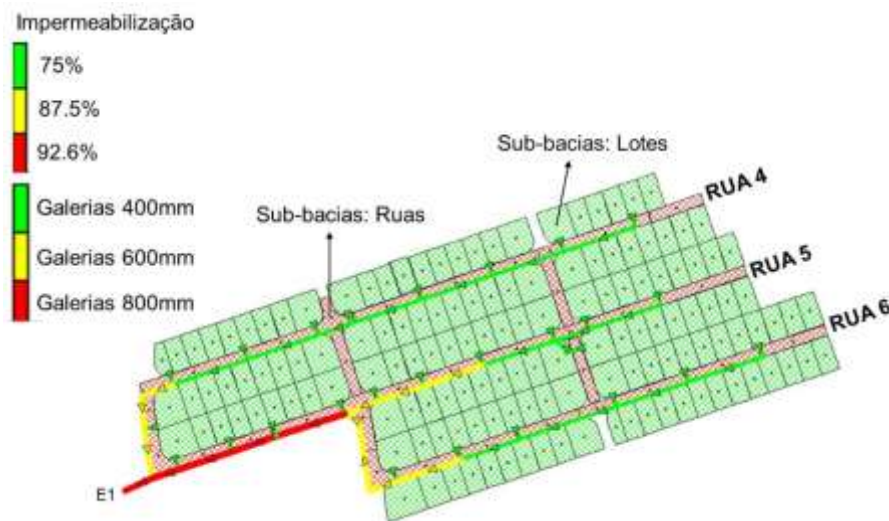 Impermeabilização
75%
87.5%
92.6%
Galerias 400mm
Galerias 600mm
Galerias 800mm
Sub-bacias: Lotes
Sub-bacias: Ruas
RUA 4
RUA 5
RUA 6
E1